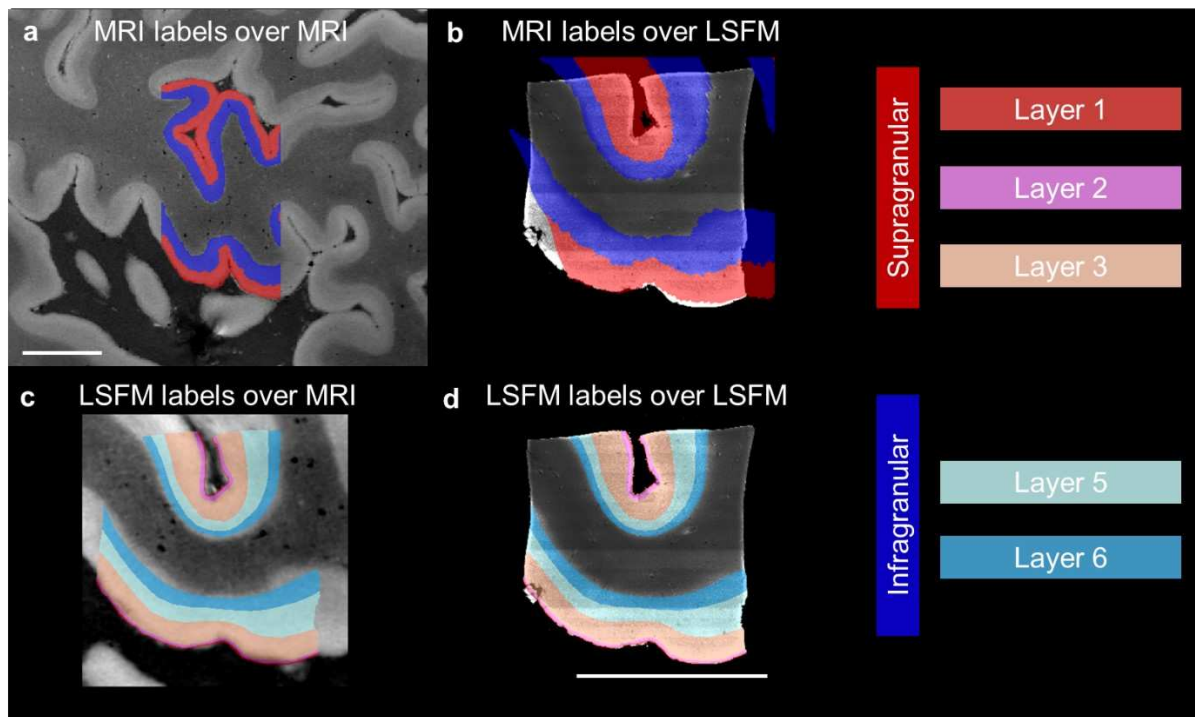 a MRI labels over MRI
b MRI labels over LSFM
Supragranular
Layer 1
Layer 2
Layer 3
c LSFM labels over MRI
d LSFM labels over LSFM
Infragranular
Layer 5
Layer 6